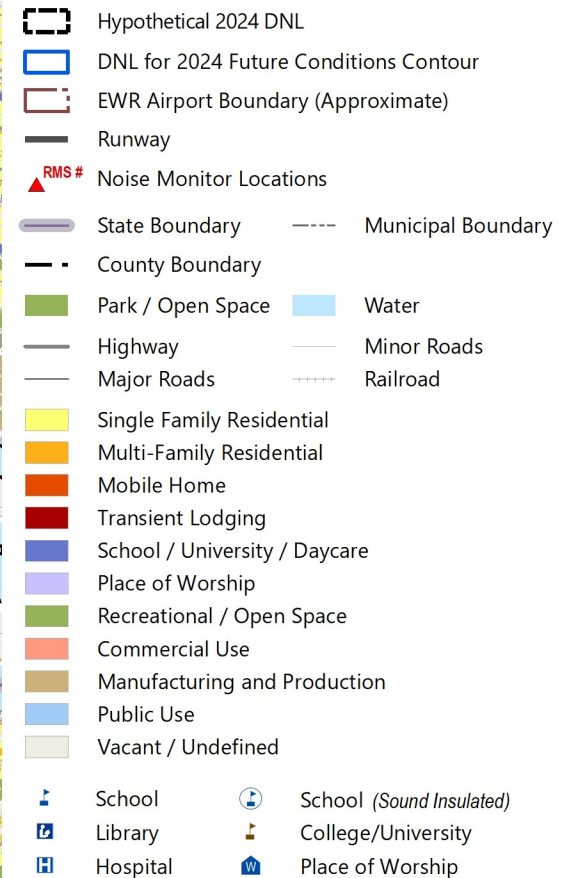 Hypothetical 2024 DNL
DNL for 2024 Future Conditions Contour
EWR Airport Boundary (Approximate)
Runway
RMS #
Noise Monitor Locations
State Boundary Municipal Boundary
County Boundary
Park / Open Space Water
Highway Minor Roads
Major Roads Railroad
Single Family Residential
Multi-Family Residential
Mobile Home
Transient Lodging
School / University / Daycare
Place of Worship
Recreational / Open Space
Commercial Use
Manufacturing and Production
Public Use
Vacant / Undefined
School School (Sound Insulated)
Library College/University
H Hospital W Place of Worship